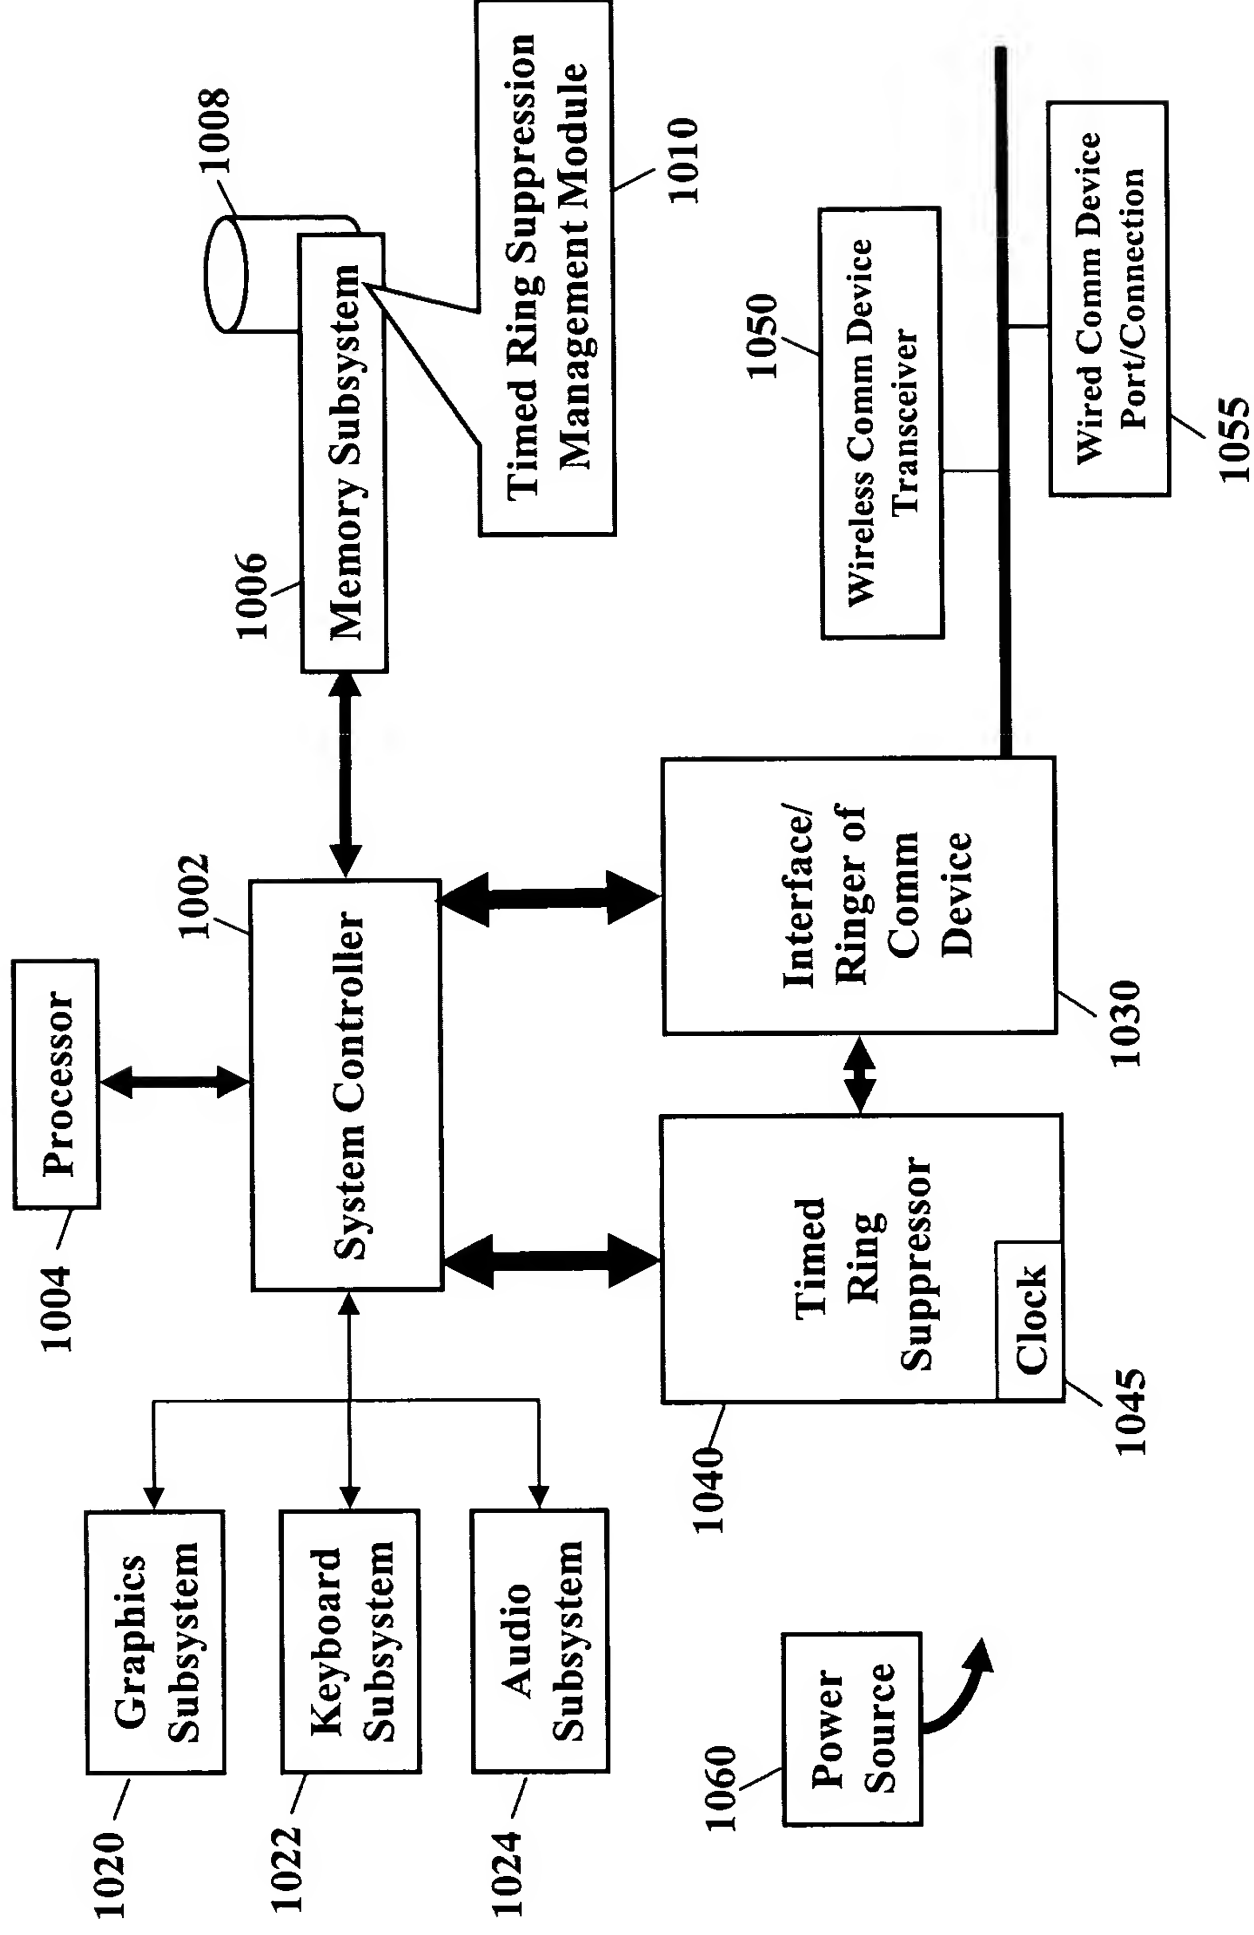 1004
Processor
1002
System Controller
1006
Memory Subsystem
1008
Timed Ring Suppression
Management Module
1010
1020
Graphics
Subsystem
1022
Keyboard
Subsystem
1024
Audio
Subsystem
1040
Timed
Ring
Suppressor
Clock
1045
Interface/
Ringer of
Comm
Device
1030
1050
Wireless Comm Device
Transceiver
Wired Comm Device
Port/Connection
1055
1060
Power
Source